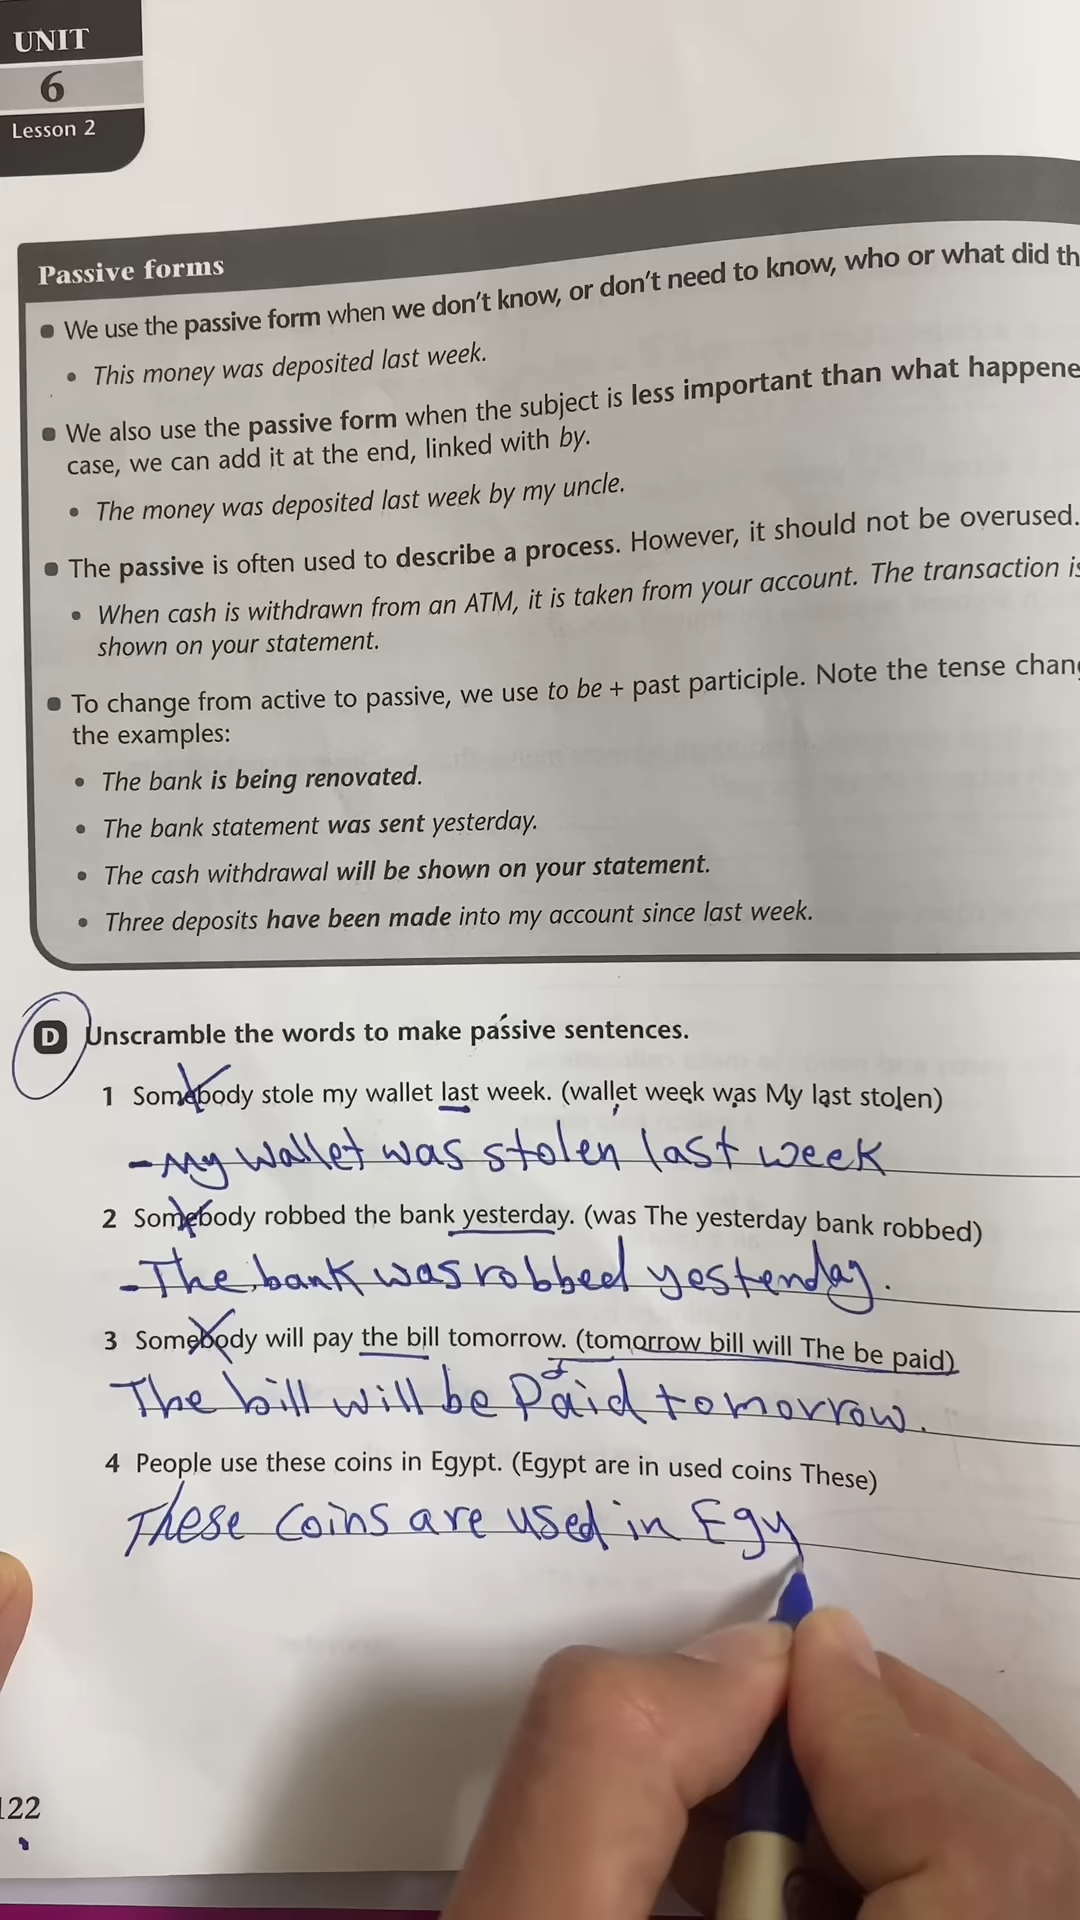 UNIT
6
Lesson 2
Passive forms
We use the passive form when we don't know, or don't need to know, who or what did th
• This money was deposited last week.
We also use the passive form when the subject is less important than what happene
case, we can add it at the end, linked with by.
• The money was deposited last week by my uncle.
The passive is often used to describe a process. However, it should not be overused.
• When cash is withdrawn from an ATM, it is taken from your account. The transaction is
shown on your statement.
To change from active to passive, we use to be + past participle. Note the tense chang
the examples:
• The bank is being renovated.
• The bank statement was sent yesterday.
• The cash withdrawal will be shown on your statement.
• Three deposits have been made into my account since last week.
D Unscramble the words to make passive sentences.
1 Somebody stole my wallet last week. (wallet week was My last stolen)
- My wallet was stolen last week
2 Somebody robbed the bank yesterday. (was The yesterday bank robbed)
- The bank was robbed yesterday.
3 Somebody will pay the bill tomorrow. (tomorrow bill will The be paid)
The bill will be Paid tomorrow.
4 People use these coins in Egypt. (Egypt are in used coins These)
These Coins are used in Egy
122